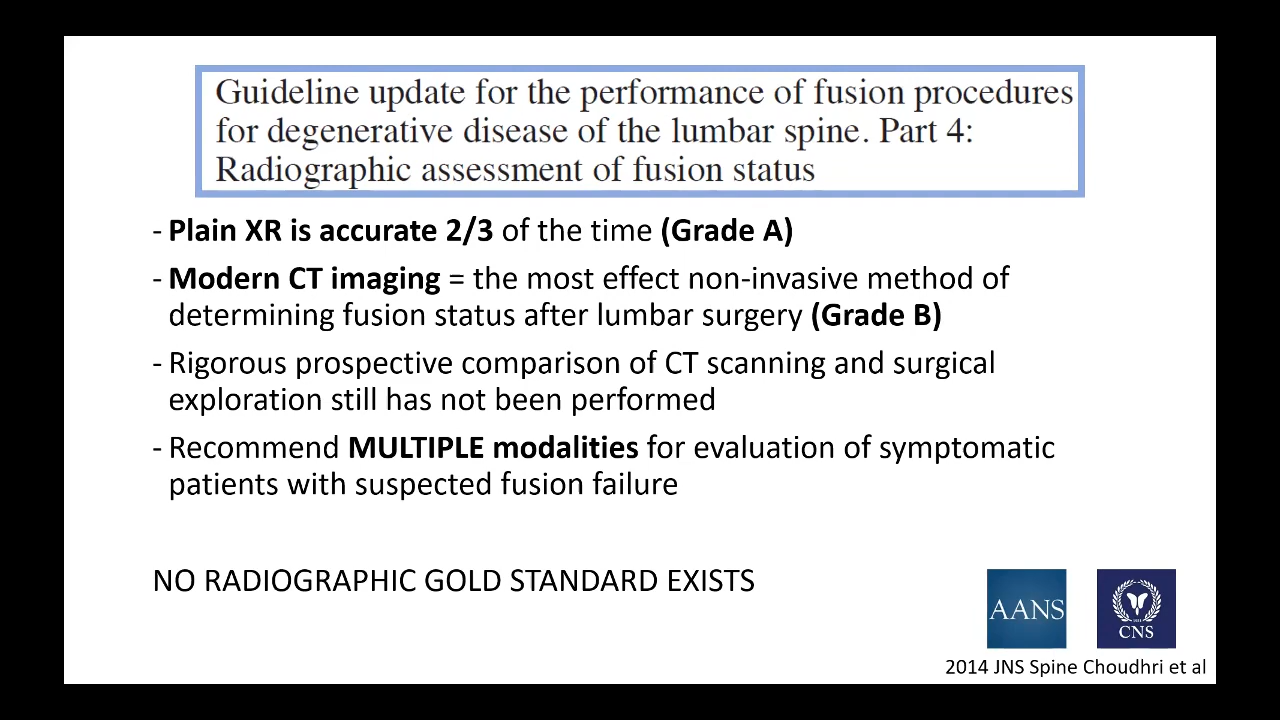 Guideline update for the performance of fusion procedures
for degenerative disease of the lumbar spine. Part 4:
Radiographic assessment of fusion status
- Plain XR is accurate 2/3 of the time (Grade A)
- Modern CT imaging = the most effect non-invasive method of
determining fusion status after lumbar surgery (Grade B)
- Rigorous prospective comparison of CT scanning and surgical
exploration still has not been performed
- Recommend MULTIPLE modalities for evaluation of symptomatic
patients with suspected fusion failure
NO RADIOGRAPHIC GOLD STANDARD EXISTS
AANS
CNS
2014 JNS Spine Choudhri et al